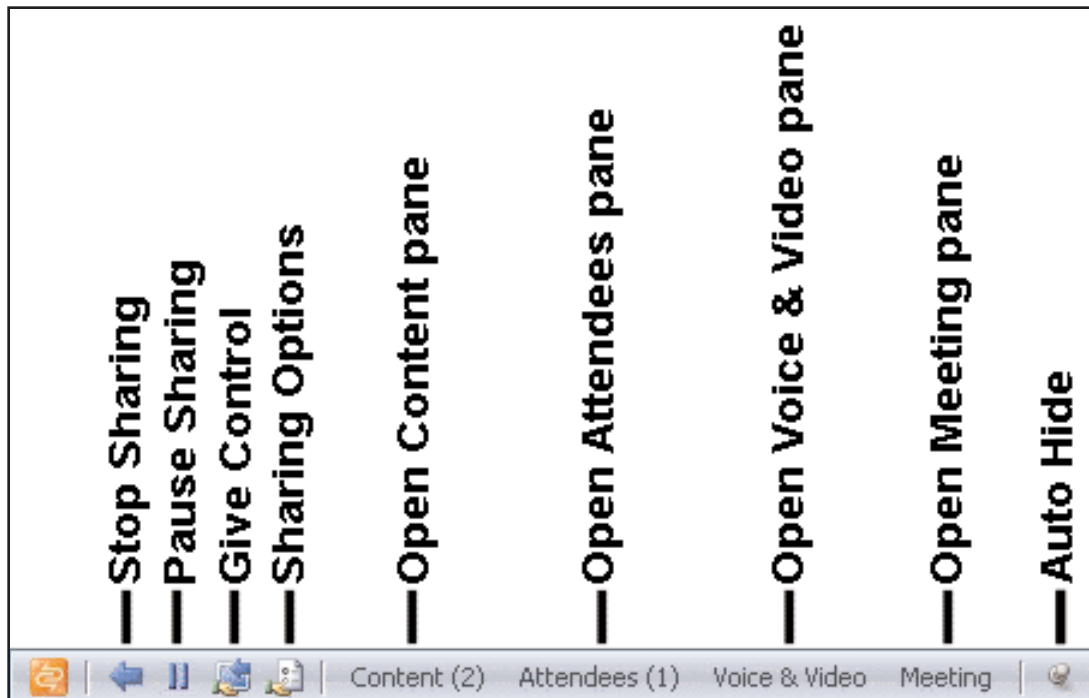 Stop Sharing
Pause Sharing
Give Control
Sharing Options
Open Content pane
Open Attendees pane
Open Voice & Video pane
Open Meeting pane
Auto Hide
Content (2) Attendees (1) Voice & Video Meeting